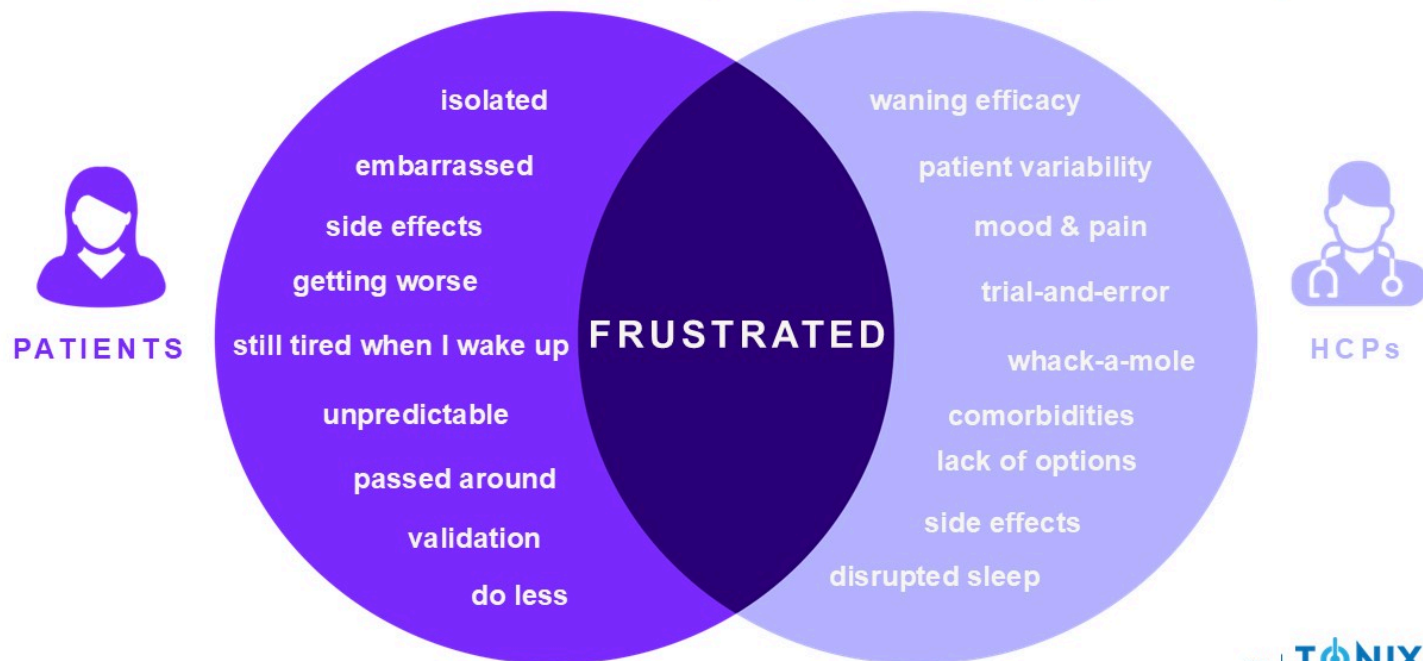 PATIENTS
isolated
embarrassed
side effects
getting worse
still tired when I wake up
unpredictable
passed around
validation
do less
FRUSTRATED
waning efficacy
patient variability
mood & pain
trial-and-error
whack-a-mole
comorbidities
lack of options
side effects
disrupted sleep
HCPs
TONIX